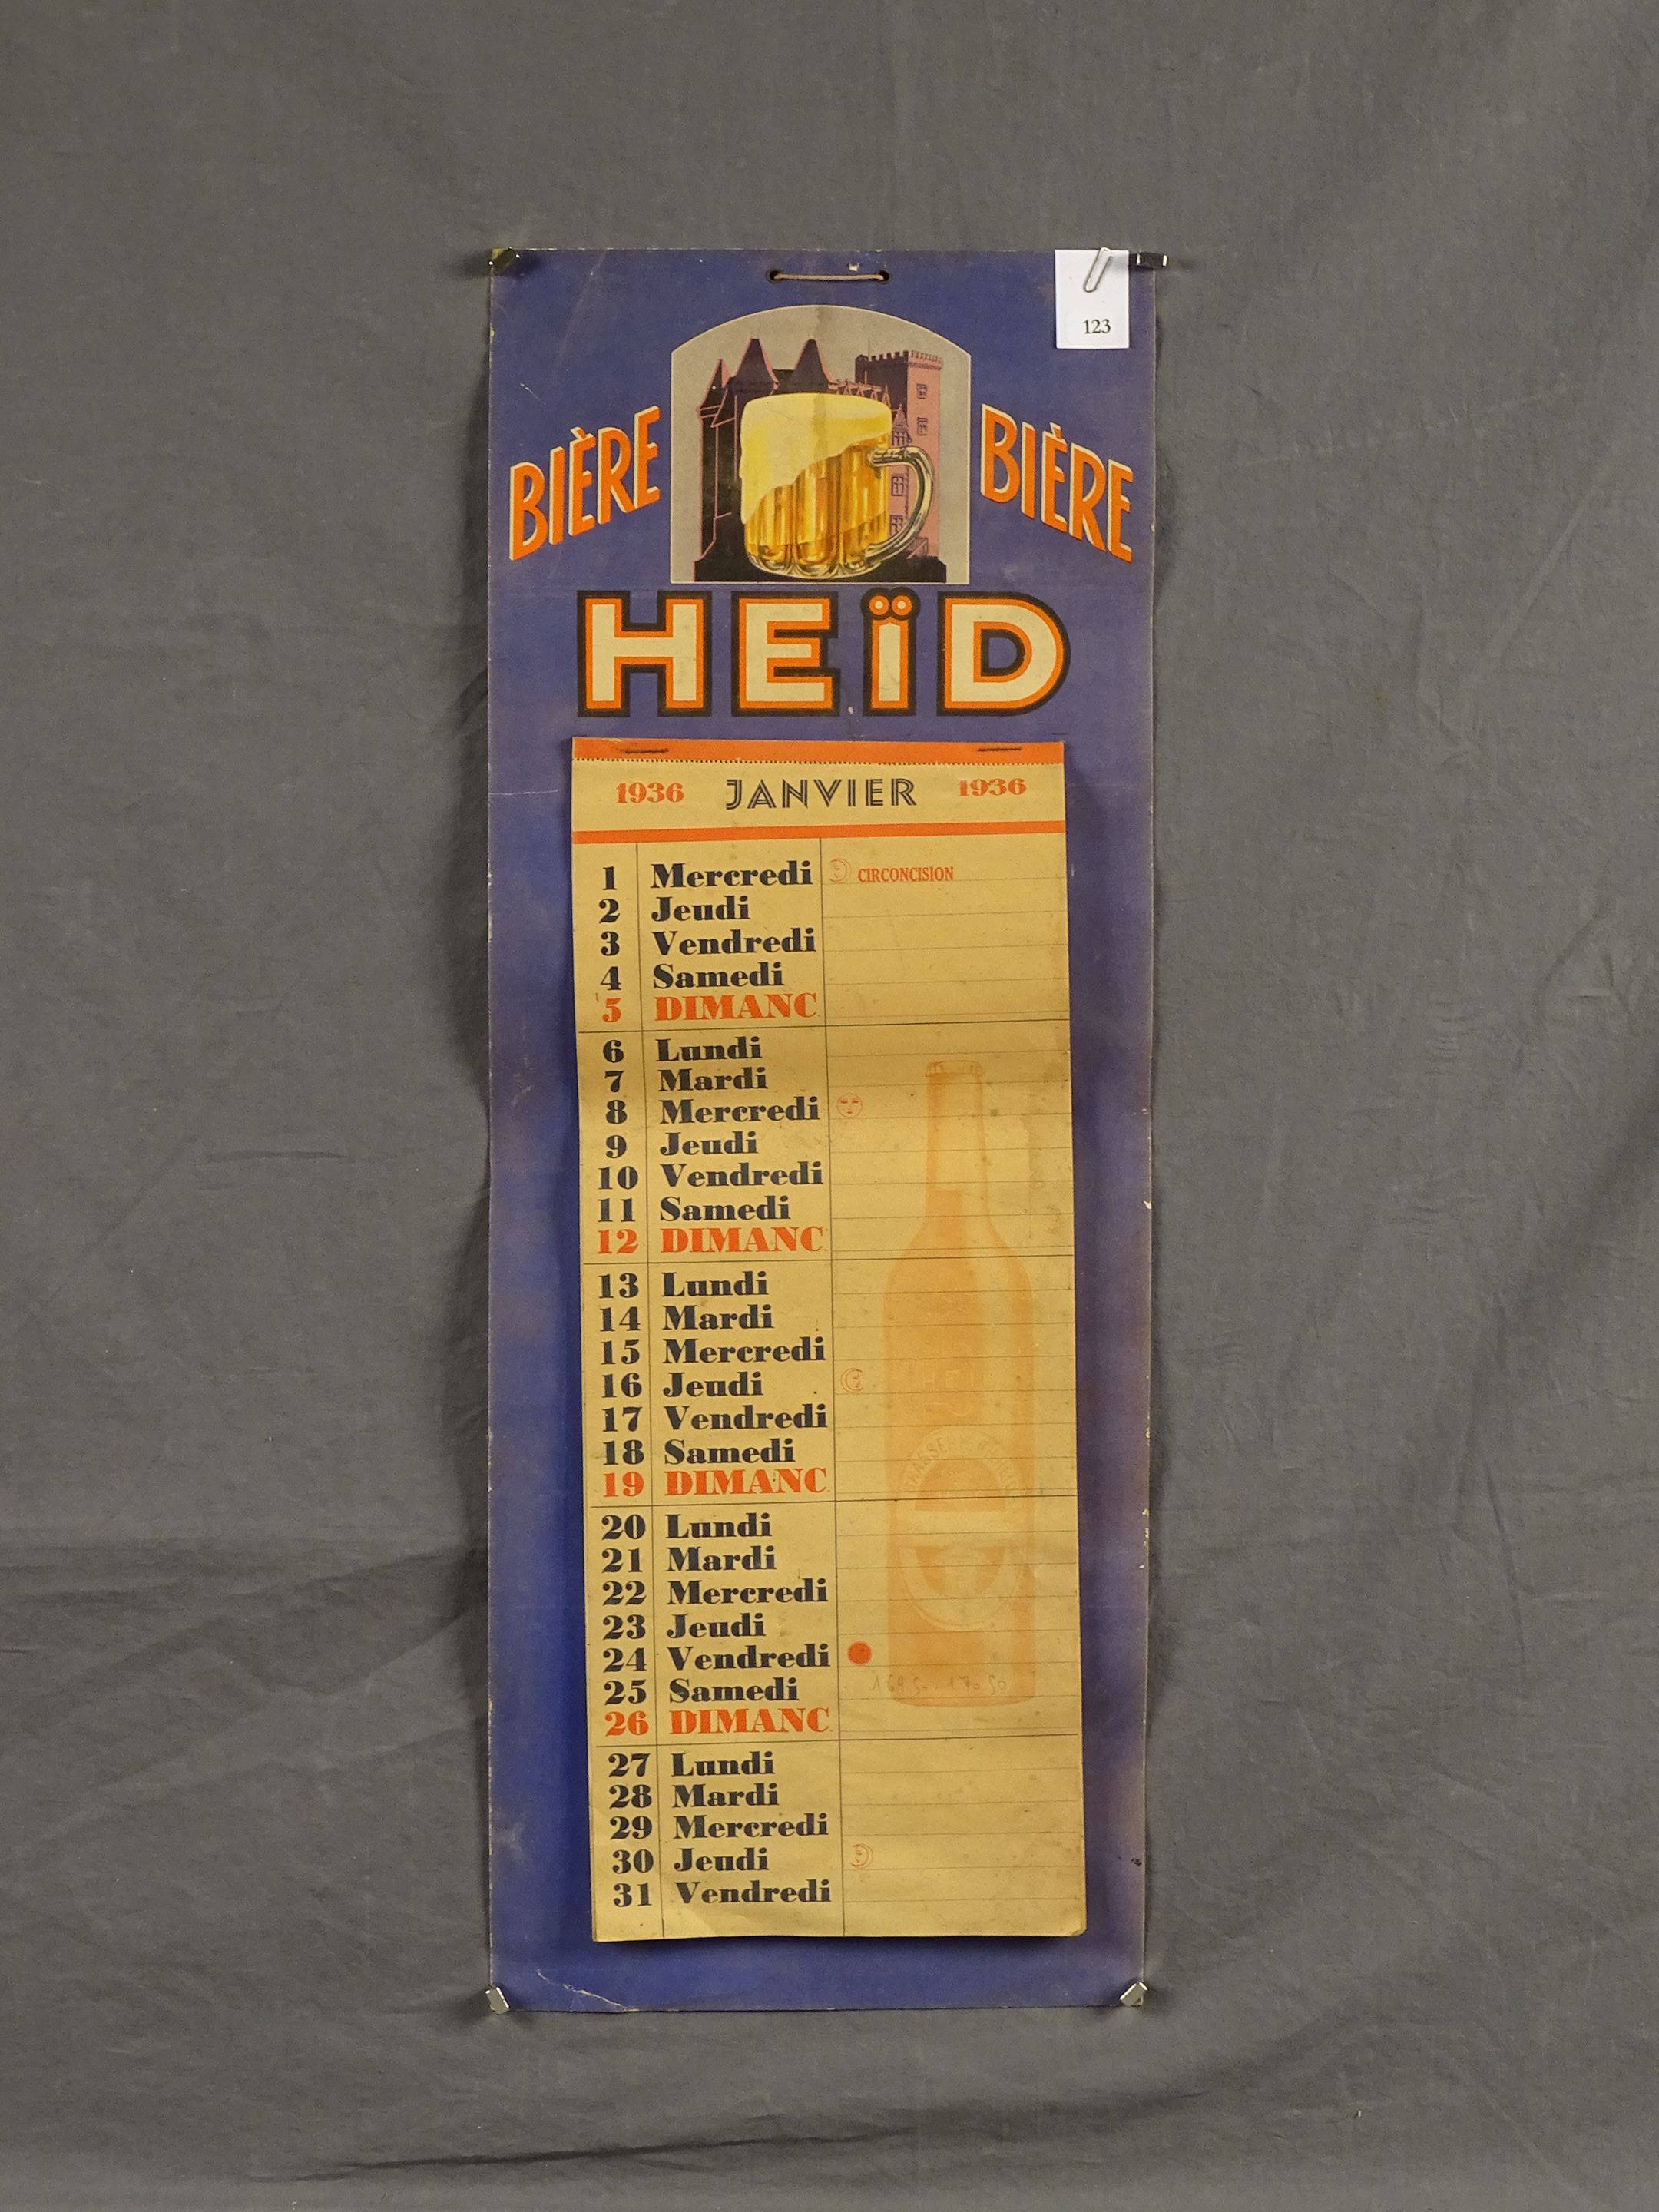 123
BIÈRE BIÈRE
HEÏD
1936 JANVIER 1936
1 Mercredi CIRCONCISION
2 Jeudi
3 Vendredi
4 Samedi
5 DIMANC.
6 Lundi
7 Mardi
8 Mercredi
9 Jeudi
10 Vendredi
11 Samedi
12 DIMANC.
13 Lundi
14 Mardi
15 Mercredi
16 Jeudi
17 Vendredi
18 Samedi
19 DIMANC.
20 Lundi
21 Mardi
22 Mercredi
23 Jeudi
24 Vendredi
25 Samedi
26 DIMANC.
27 Lundi
28 Mardi
29 Mercredi
30 Jeudi
31 Vendredi